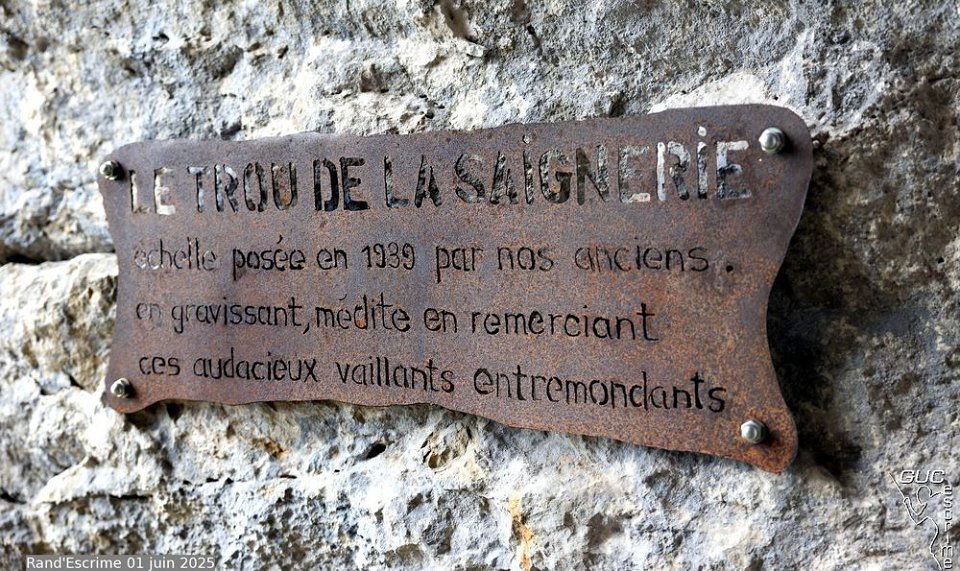 LE TROU DE LA SAIGNERIE
échelle posée en 1939 par nos anciens.
en gravissant, médite en remerciant
ces audacieux vaillants entremondants
GUC
escrime
Rand'Escrime 01 juin 2025